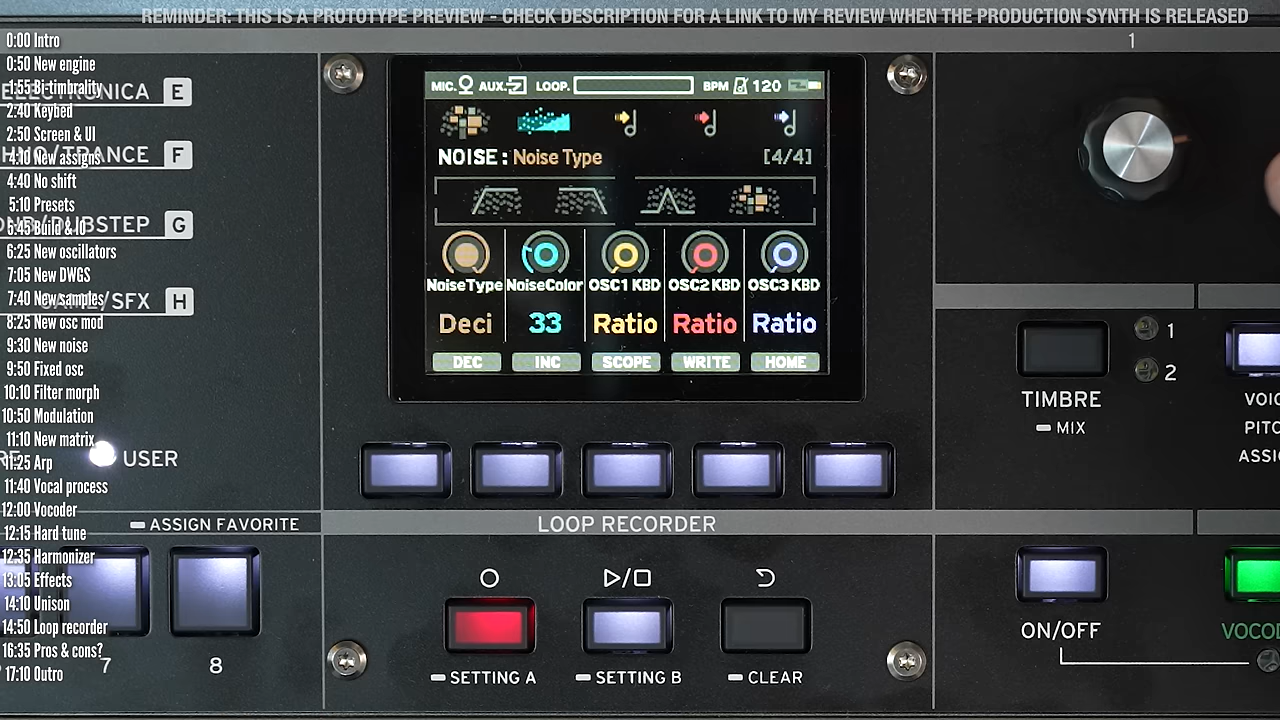 REMINDER: THIS IS A PROTOTYPE PREVIEW - CHECK DESCRIPTION FOR A LINK TO MY REVIEW WHEN THE PRODUCTION SYNTH IS RELEASED
0:00 Intro
0:50 New engine
1:55 Bi-timbrality
2:40 Keybed
2:50 Screen & UI
4:10 New assigns
4:40 No shift
5:10 Presets
5:45 Build & IO
6:25 New oscillators
7:05 New DWGS
7:40 New samples
8:25 New osc mod
9:30 New noise
9:50 Fixed osc
10:10 Filter morph
10:50 Modulation
11:10 New matrix
11:25 Arp
11:40 Vocal process
12:00 Vocoder
12:15 Hard tune
12:35 Harmonizer
13:05 Effects
14:10 Unison
14:50 Loop recorder
16:35 Pros & cons?
17:10 Outro
E
/TRANCE F
/DUBSTEP G
/SFX H
USER
ASSIGN FAVORITE
7 8
MIC. AUX. LOOP. BPM 120
NOISE : Noise Type [4/4]
NoiseType NoiseColor OSC1 KBD OSC2 KBD OSC3 KBD
Deci 33 Ratio Ratio Ratio
DEC INC SCOPE WRITE HOME
LOOP RECORDER
SETTING A SETTING B CLEAR
1
TIMBRE
MIX
1
2
ON/OFF